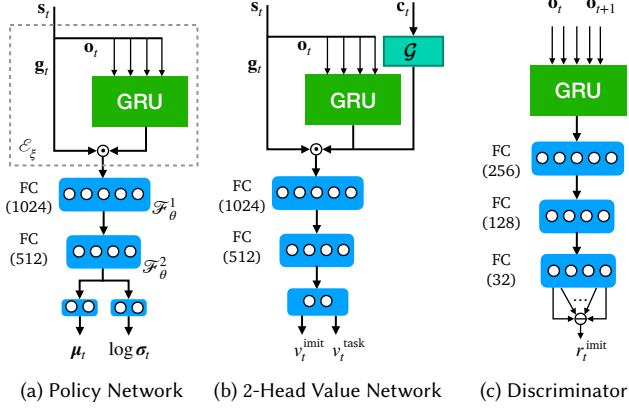 𝐬_t
𝐨_t
𝐠_t
GRU
ℰ_ξ
FC
(1024)
ℱ_θ^1
FC
(512)
ℱ_θ^2
𝝁_t
log 𝝈_t
(a) Policy Network
𝐬_t
𝐜_t
𝐨_t
𝒢
𝐠_t
GRU
FC
(1024)
FC
(512)
v_t^imit
v_t^task
(b) 2-Head Value Network
𝐨_t
𝐨_{t+1}
GRU
FC
(256)
FC
(128)
FC
(32)
...
r_t^imit
(c) Discriminator